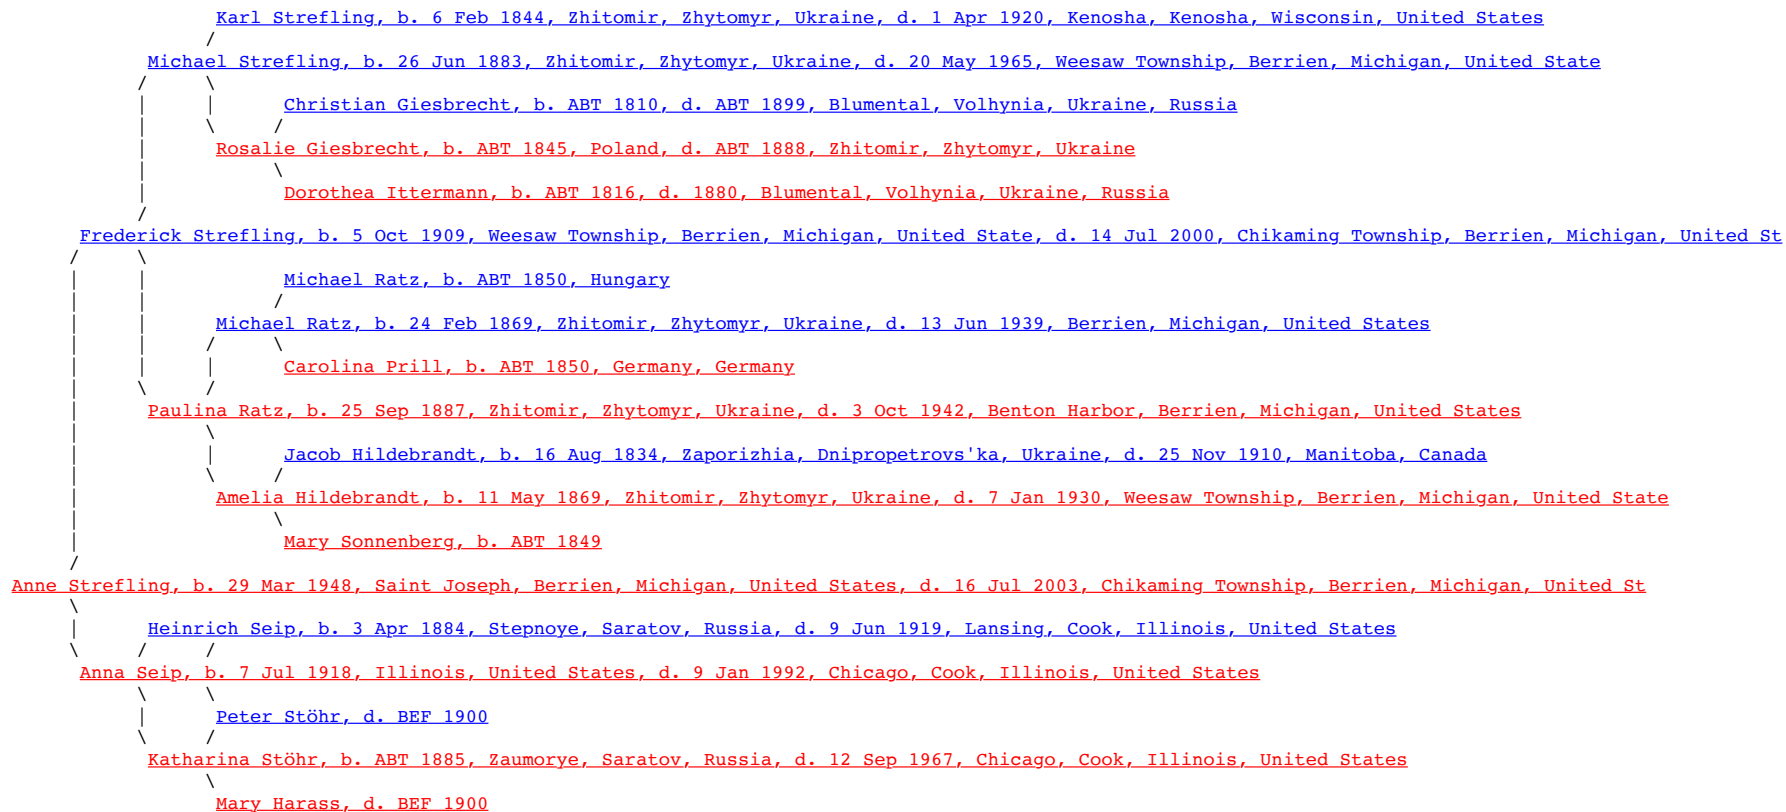 Karl Strefling, b. 6 Feb 1844, Zhitomir, Zhytomyr, Ukraine, d. 1 Apr 1920, Kenosha, Kenosha, Wisconsin, United States
Michael Strefling, b. 26 Jun 1883, Zhitomir, Zhytomyr, Ukraine, d. 20 May 1965, Weesaw Township, Berrien, Michigan, United State
Christian Giesbrecht, b. ABT 1810, d. ABT 1899, Blumental, Volhynia, Ukraine, Russia
Rosalie Giesbrecht, b. ABT 1845, Poland, d. ABT 1888, Zhitomir, Zhytomyr, Ukraine
Dorothea Ittermann, b. ABT 1816, d. 1880, Blumental, Volhynia, Ukraine, Russia
Frederick Strefling, b. 5 Oct 1909, Weesaw Township, Berrien, Michigan, United State, d. 14 Jul 2000, Chikaming Township, Berrien, Michigan, United St
Michael Ratz, b. ABT 1850, Hungary
Michael Ratz, b. 24 Feb 1869, Zhitomir, Zhytomyr, Ukraine, d. 13 Jun 1939, Berrien, Michigan, United States
Carolina Prill, b. ABT 1850, Germany, Germany
Paulina Ratz, b. 25 Sep 1887, Zhitomir, Zhytomyr, Ukraine, d. 3 Oct 1942, Benton Harbor, Berrien, Michigan, United States
Jacob Hildebrandt, b. 16 Aug 1834, Zaporizhia, Dnipropetrovs'ka, Ukraine, d. 25 Nov 1910, Manitoba, Canada
Amelia Hildebrandt, b. 11 May 1869, Zhitomir, Zhytomyr, Ukraine, d. 7 Jan 1930, Weesaw Township, Berrien, Michigan, United State
Mary Sonnenberg, b. ABT 1849
Anne Strefling, b. 29 Mar 1948, Saint Joseph, Berrien, Michigan, United States, d. 16 Jul 2003, Chikaming Township, Berrien, Michigan, United St
Heinrich Seip, b. 3 Apr 1884, Stepnoye, Saratov, Russia, d. 9 Jun 1919, Lansing, Cook, Illinois, United States
Anna Seip, b. 7 Jul 1918, Illinois, United States, d. 9 Jan 1992, Chicago, Cook, Illinois, United States
Peter Stöhr, d. BEF 1900
Katharina Stöhr, b. ABT 1885, Zaumorye, Saratov, Russia, d. 12 Sep 1967, Chicago, Cook, Illinois, United States
Mary Harass, d. BEF 1900